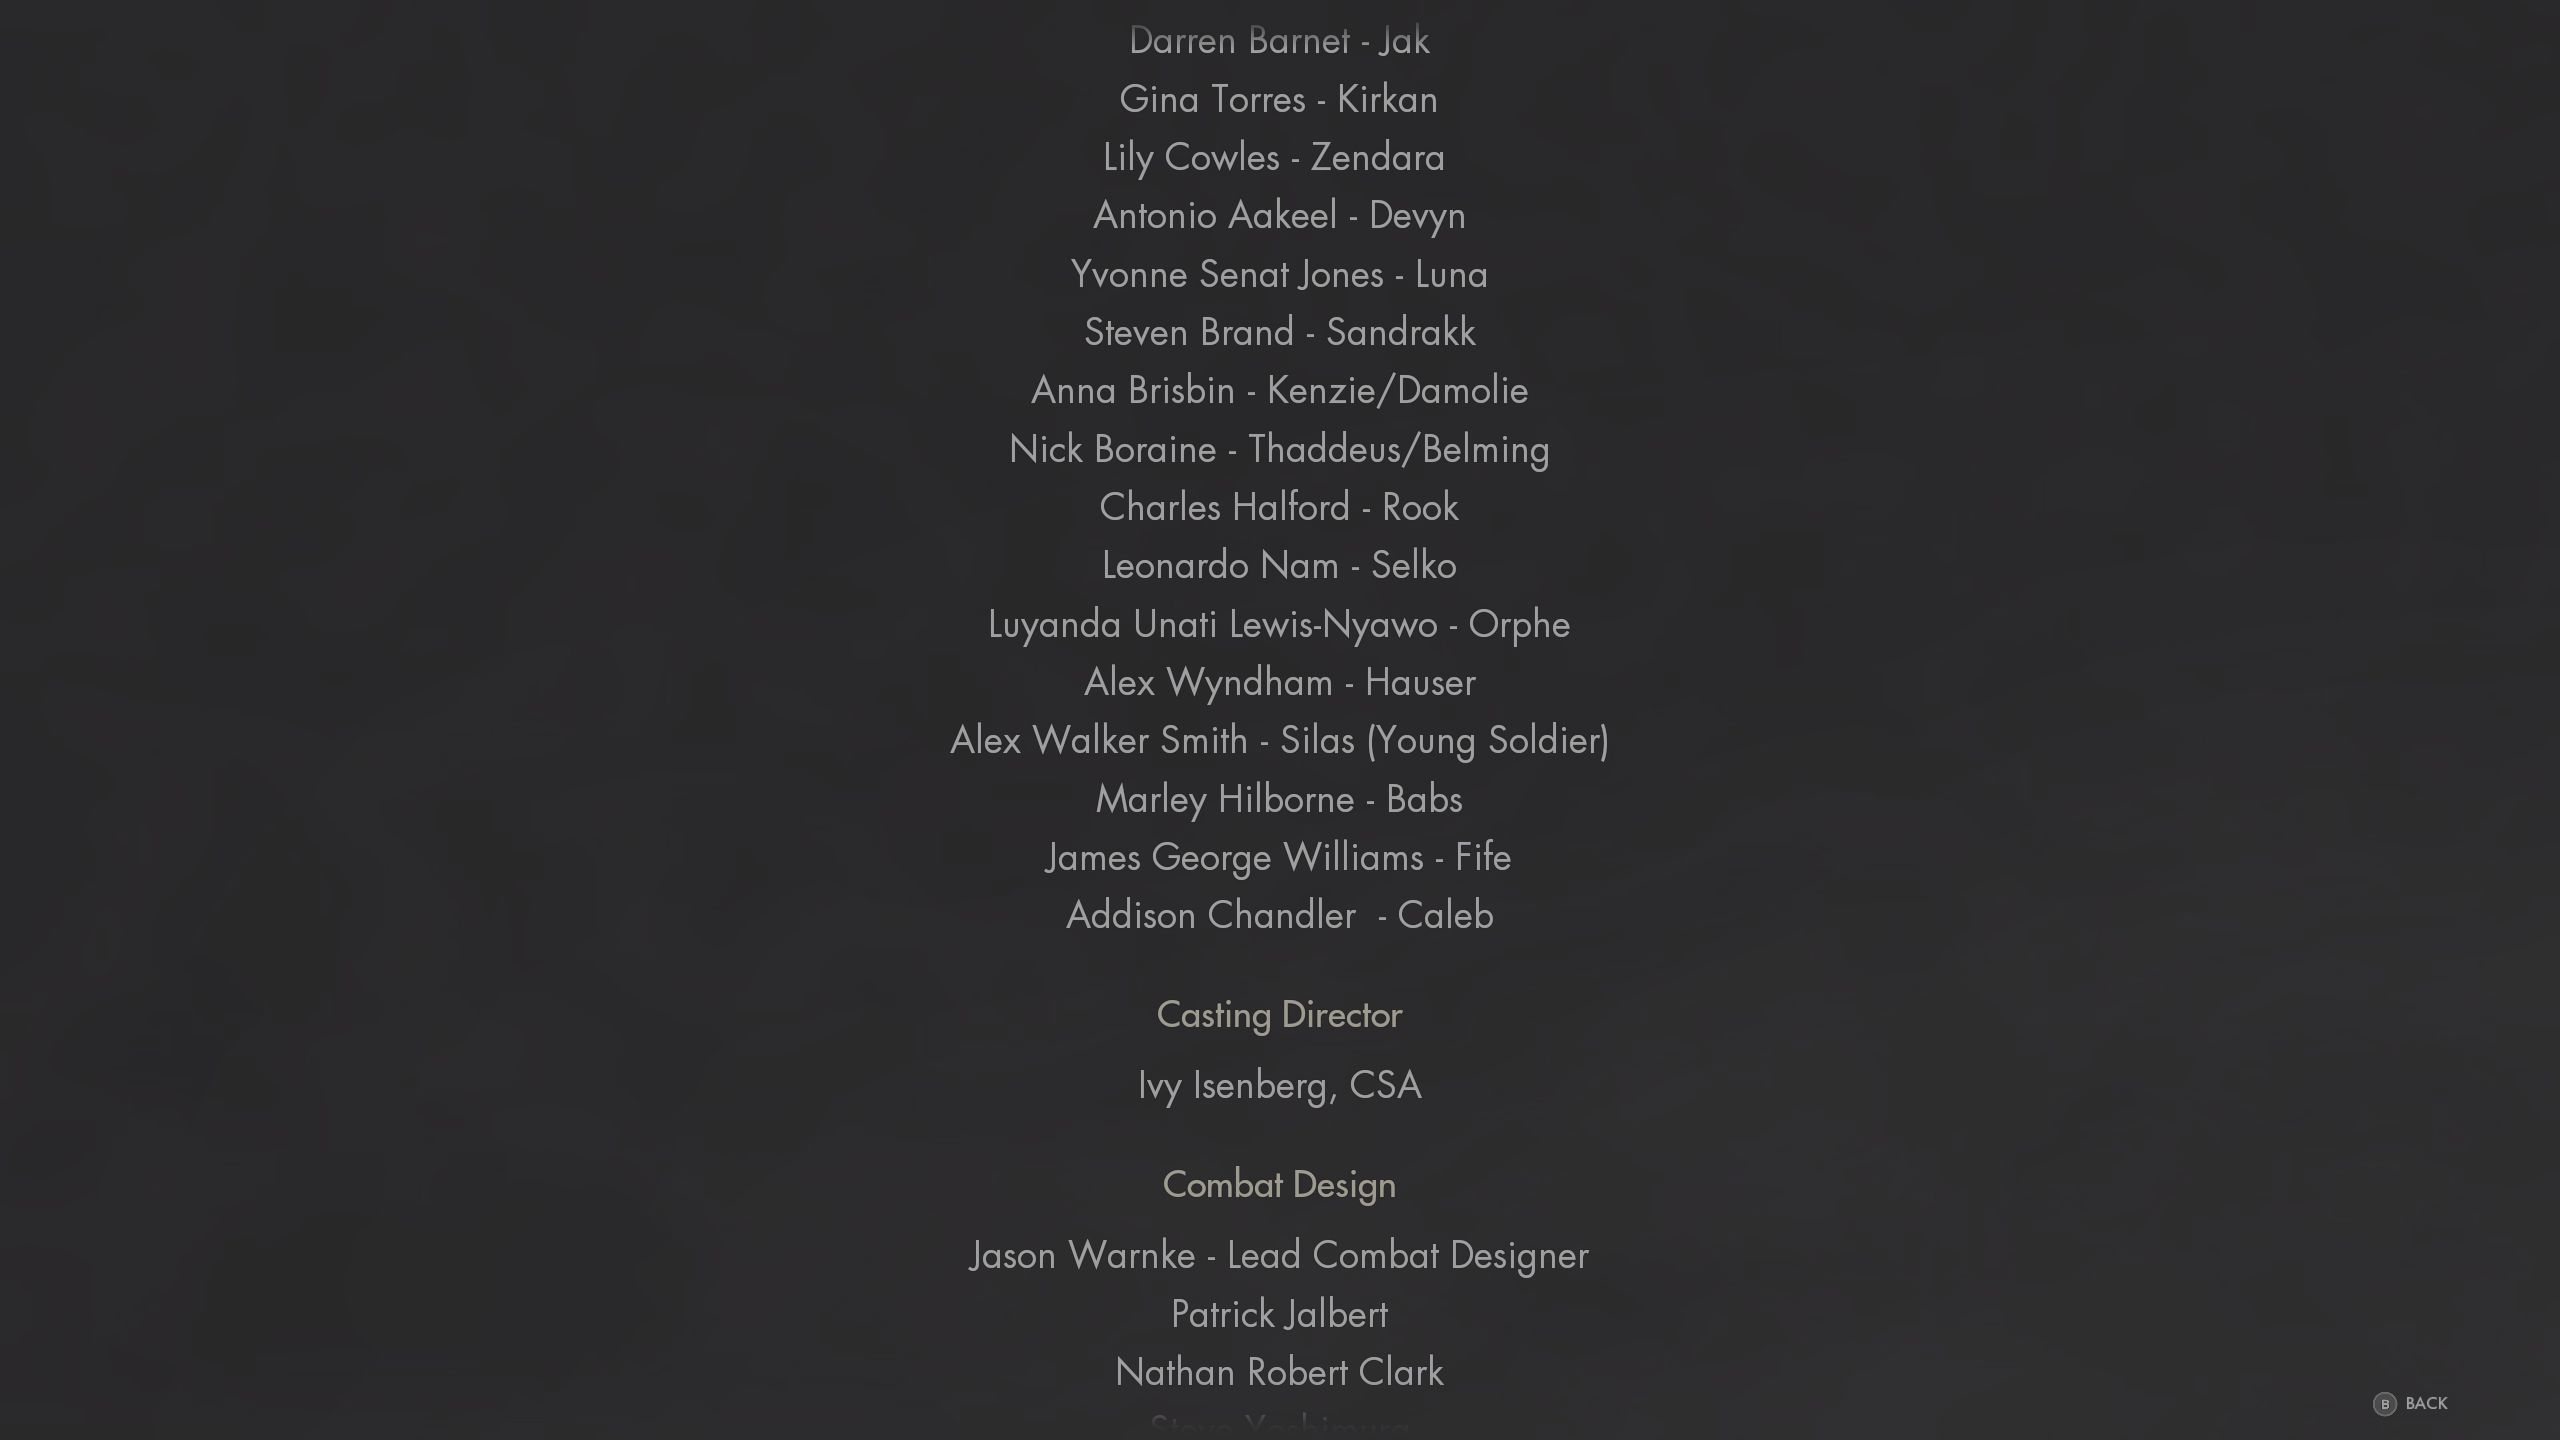 Darren Barnet - Jak
Gina Torres - Kirkan
Lily Cowles - Zendara
Antonio Aakeel - Devyn
Yvonne Senat Jones - Luna
Steven Brand - Sandrakk
Anna Brisbin - Kenzie/Damolie
Nick Boraine - Thaddeus/Belming
Charles Halford - Rook
Leonardo Nam - Selko
Luyanda Unati Lewis-Nyawo - Orphe
Alex Wyndham - Hauser
Alex Walker Smith - Silas (Young Soldier)
Marley Hilborne - Babs
James George Williams - Fife
Addison Chandler  - Caleb
Casting Director
Ivy Isenberg, CSA
Combat Design
Jason Warnke - Lead Combat Designer
Patrick Jalbert
Nathan Robert Clark
Steve Yoshimura
B BACK